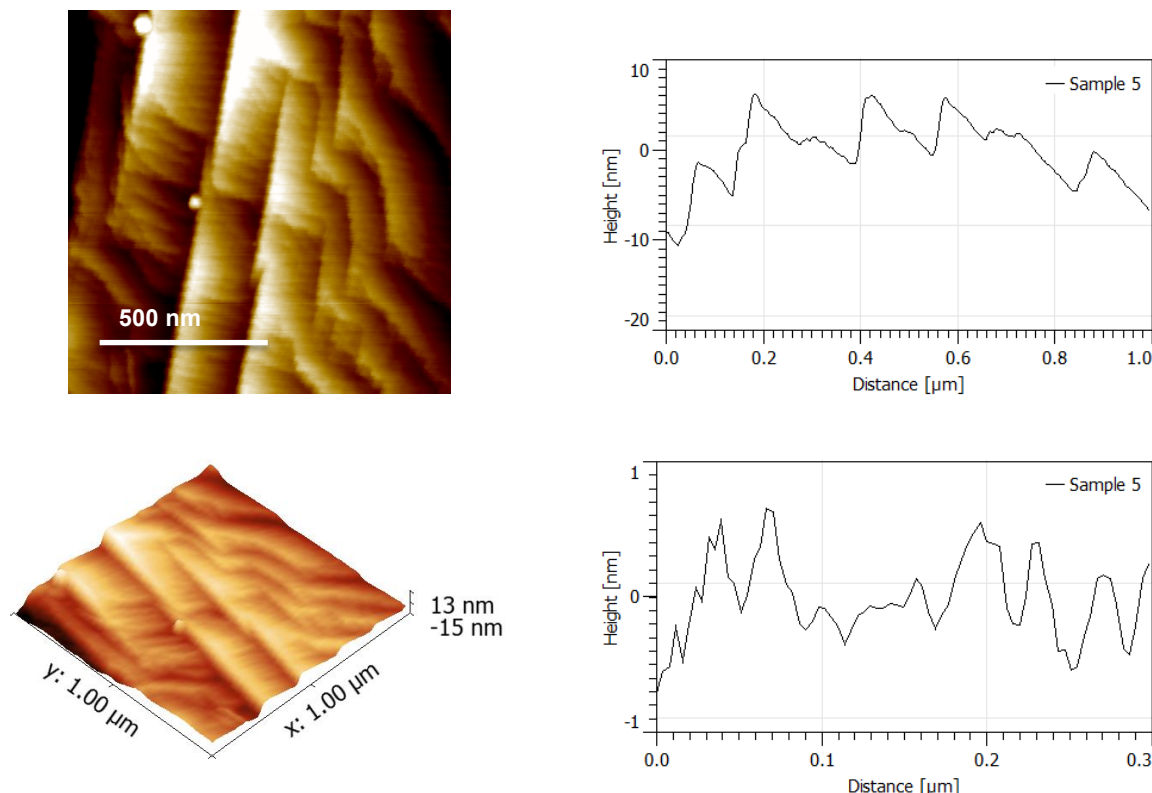 500 nm
10
0
-10
-20
Height [nm]
Sample 5
0.0 0.2 0.4 0.6 0.8 1.0
Distance [µm]
13 nm
-15 nm
y: 1.00 µm
x: 1.00 µm
1
0
-1
Height [nm]
Sample 5
0.0 0.1 0.2 0.3
Distance [µm]